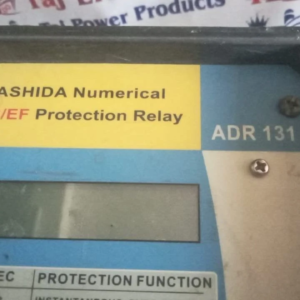 Power Products
ASHIDA Numerical
/EF Protection Relay
ADR 131
EC PROTECTION FUNCTION